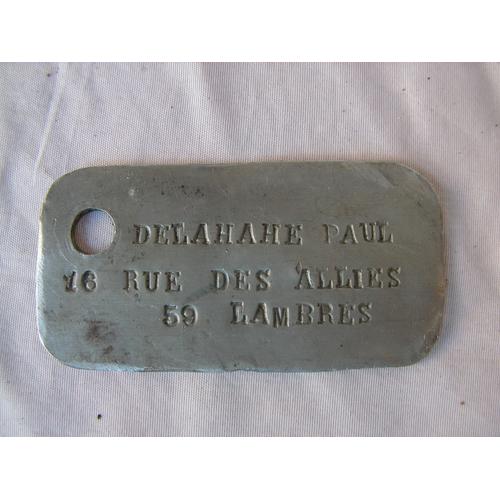 DELAHAHE PAUL
16 RUE DES ALLIES
59 LAMBRES